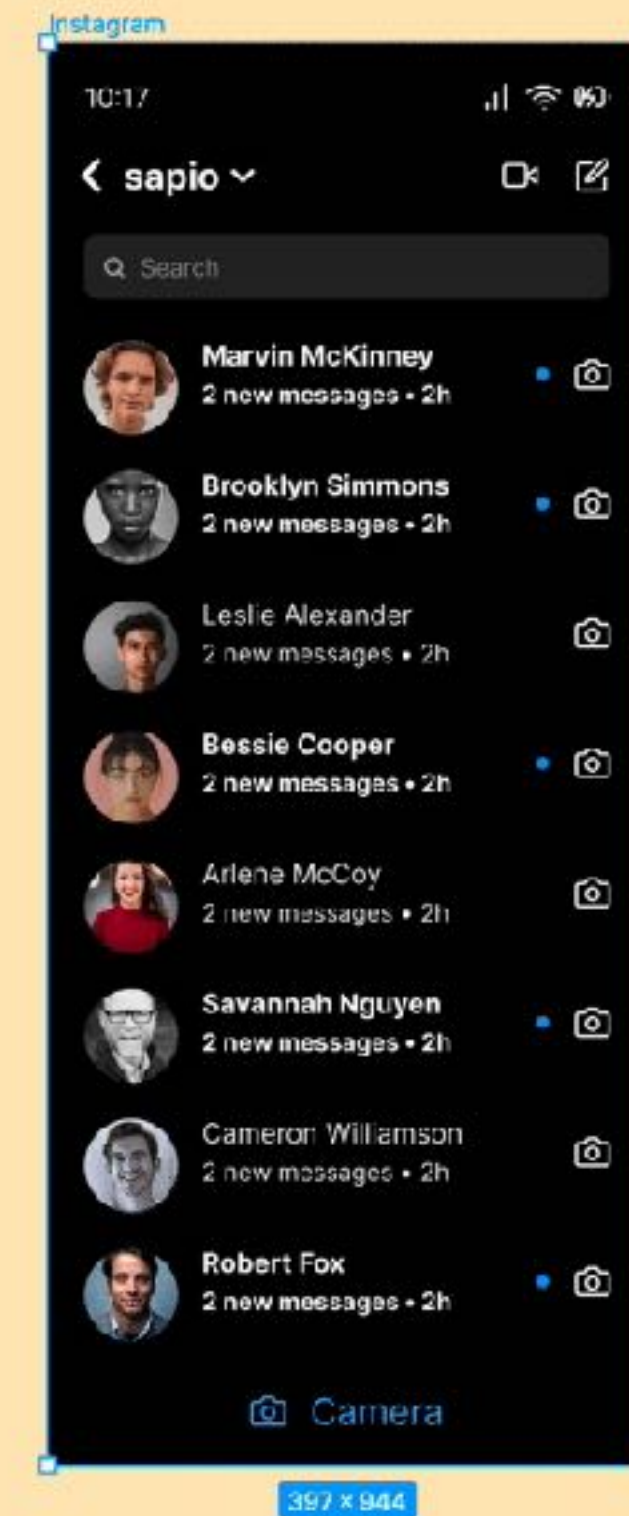 Instagram
10:17
sapio
Search
Marvin McKinney
2 new messages • 2h
Brooklyn Simmons
2 new messages • 2h
Leslie Alexander
2 new messages • 2h
Bessie Cooper
2 new messages • 2h
Arlene McCoy
2 new messages • 2h
Savannah Nguyen
2 new messages • 2h
Cameron Williamson
2 new messages • 2h
Robert Fox
2 new messages • 2h
Camera
397 × 944